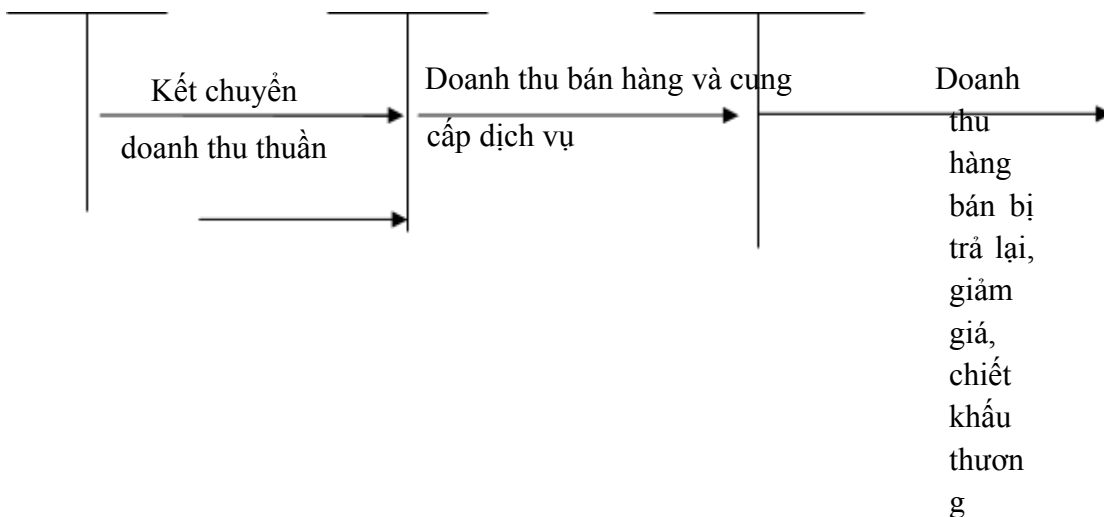 Kết chuyển
doanh thu thuần
Doanh thu bán hàng và cung
cấp dịch vụ
Doanh
thu
hàng
bán bị
trả lại,
giảm
giá,
chiết
khấu
thươn
g